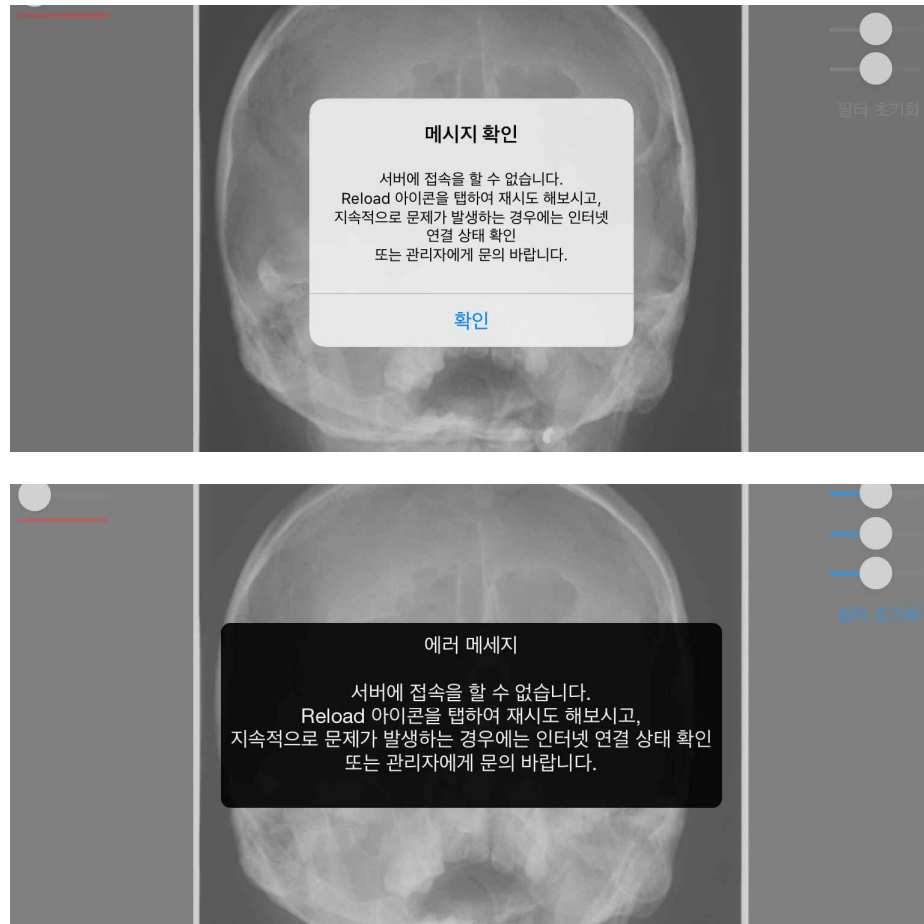 필터 초기화
메시지 확인
서버에 접속을 할 수 없습니다.
Reload 아이콘을 탭하여 재시도 해보시고,
지속적으로 문제가 발생하는 경우에는 인터넷
연결 상태 확인
또는 관리자에게 문의 바랍니다.
확인
필터 초기화
에러 메세지
서버에 접속을 할 수 없습니다.
Reload 아이콘을 탭하여 재시도 해보시고,
지속적으로 문제가 발생하는 경우에는 인터넷 연결 상태 확인
또는 관리자에게 문의 바랍니다.